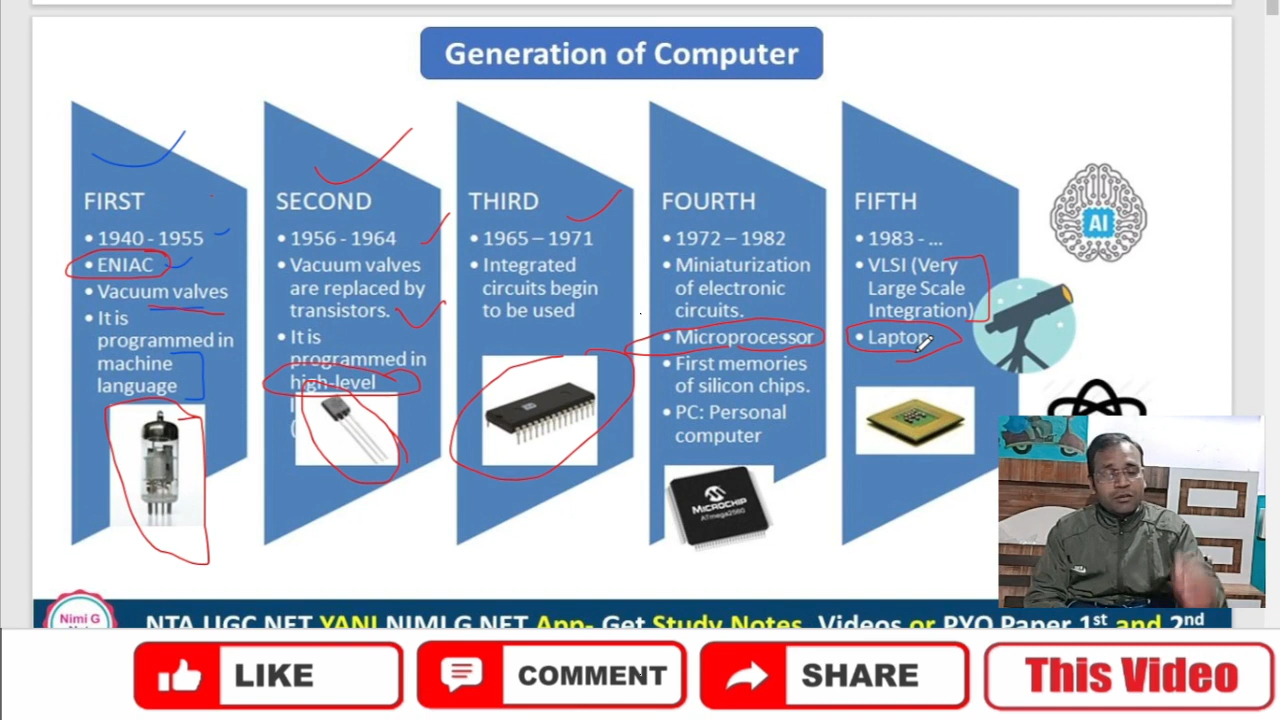 Generation of Computer
FIRST
• 1940 - 1955
• ENIAC
• Vacuum valves
• It is
programmed in
machine
language
SECOND
• 1956 - 1964
• Vacuum valves
are replaced by
transistors.
• It is
programmed in
high-level
(
THIRD
• 1965 – 1971
• Integrated
circuits begin
to be used
FOURTH
• 1972 – 1982
• Miniaturization
of electronic
circuits.
• Microprocessor
• First memories
of silicon chips.
• PC: Personal
computer
MICROCHIP
ATmega2560
FIFTH
• 1983 - ...
• VLSI (Very
Large Scale
Integration)
• Laptop
AI
Nimi G
NTA UGC NET YANI NIMI G NET App- Get Study Notes, Videos or PYQ Paper 1st and 2nd
LIKE
COMMENT
SHARE
This Video